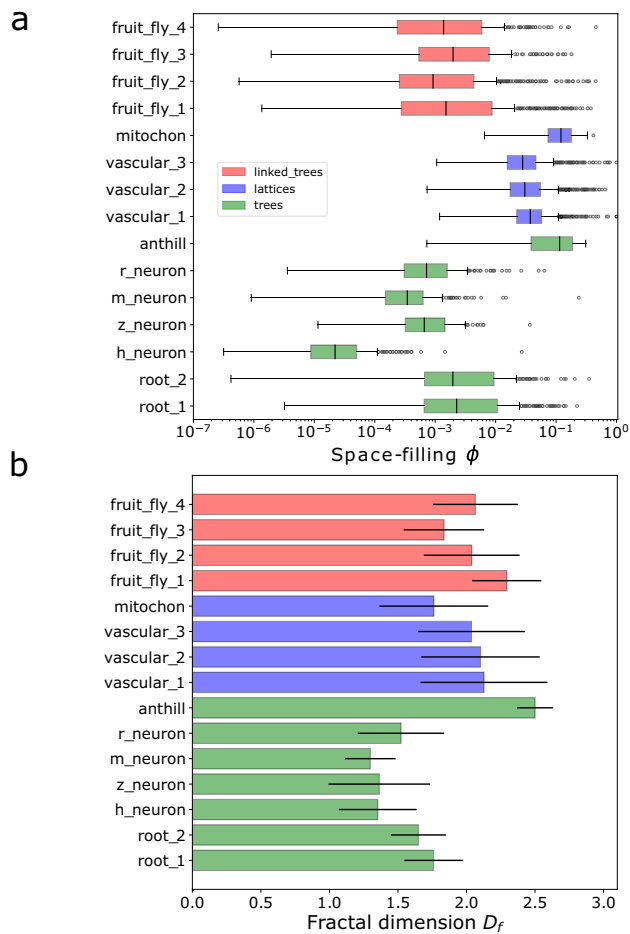 a
fruit_fly_4
fruit_fly_3
fruit_fly_2
fruit_fly_1
mitochon
vascular_3
vascular_2
vascular_1
anthill
r_neuron
m_neuron
z_neuron
h_neuron
root_2
root_1
linked_trees
lattices
trees
10⁻⁷ 10⁻⁶ 10⁻⁵ 10⁻⁴ 10⁻³ 10⁻² 10⁻¹ 10⁰
Space-filling ϕ
b
fruit_fly_4
fruit_fly_3
fruit_fly_2
fruit_fly_1
mitochon
vascular_3
vascular_2
vascular_1
anthill
r_neuron
m_neuron
z_neuron
h_neuron
root_2
root_1
0.0 0.5 1.0 1.5 2.0 2.5 3.0
Fractal dimension D_f